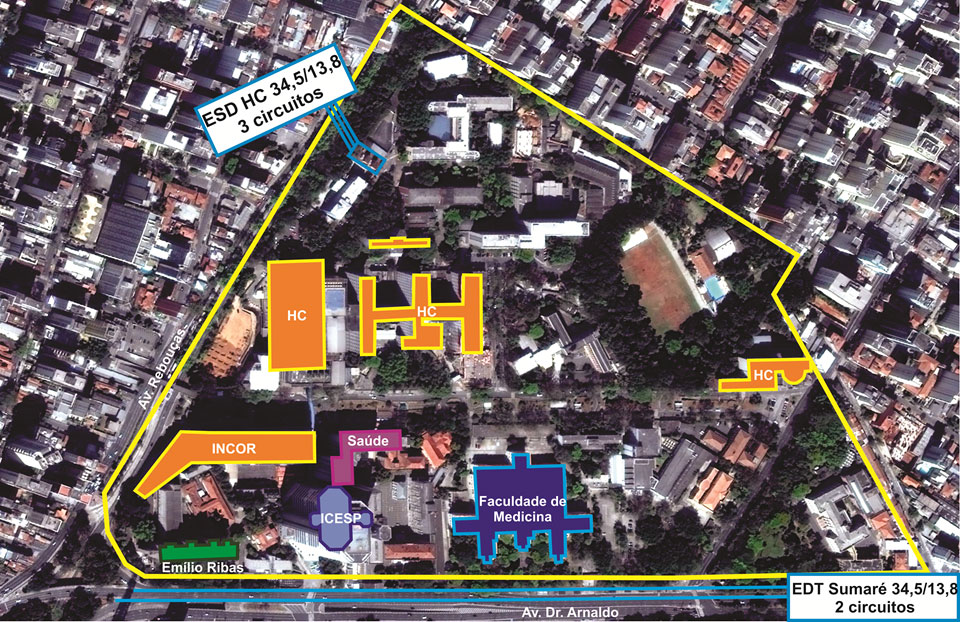 ESD HC 34,5/13,8
3 circuitos
HC
HC
Av. Rebouças
HC
INCOR
Saúde
Faculdade de
Medicina
ICESP
Emílio Ribas
EDT Sumaré 34,5/13,8
2 circuitos
Av. Dr. Arnaldo